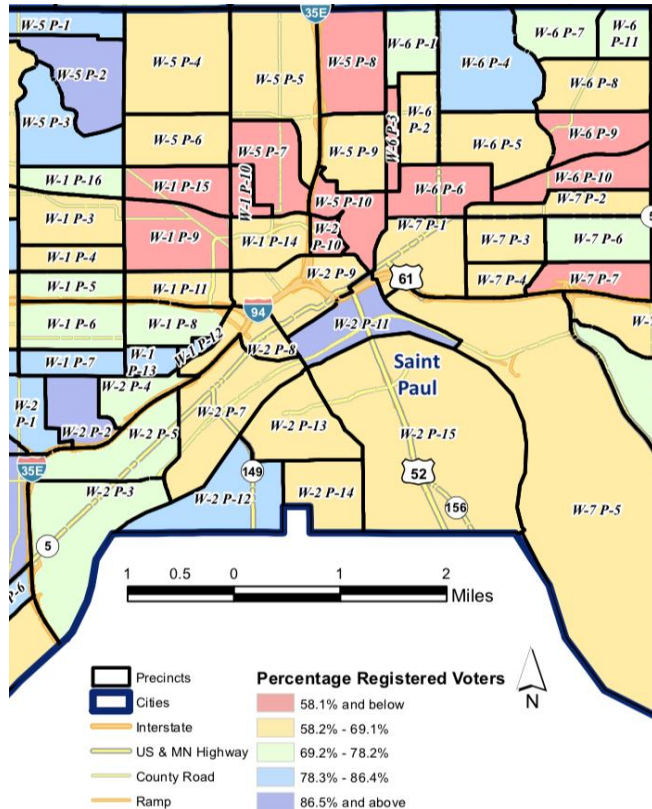 35E
W-5 P-1
W-5 P-2
W-5 P-4
W-5 P-5
W-5 P-8
W-6 P-1
W-6 P-4
W-6 P-7
W-6
P-11
W-5 P-3
W-6
P-2
W-6 P-8
W-5 P-6
W-5 P-7
W-5 P-9
W-6 P-3
W-6 P-5
W-6 P-9
W-1 P-16
W-1 P-15
W-1 P-10
W-5 P-10
W-6 P-6
W-6 P-10
W-1 P-3
W-2
P-10
W-7 P-1
W-7 P-2
5
W-1 P-9
W-1 P-14
W-7 P-3
W-7 P-6
W-1 P-4
W-2 P-9
61
W-7 P-4
W-7 P-7
W-1 P-5
W-1 P-11
94
W-1 P-6
W-1 P-8
W-1 P-12
W-2 P-11
W-7
W-1 P-7
W-1
P-13
W-2 P-8
Saint
Paul
W-2
P-1
W-2 P-4
W-2 P-2
W-2 P-5
W-2 P-7
W-2 P-13
W-2 P-15
35E
W-2 P-3
149
52
W-2 P-12
W-2 P-14
156
W-7 P-5
5
P-6
1 0.5 0 1 2
Miles
Precincts
Cities
Interstate
US & MN Highway
County Road
Ramp
Percentage Registered Voters
58.1% and below
58.2% - 69.1%
69.2% - 78.2%
78.3% - 86.4%
86.5% and above
N